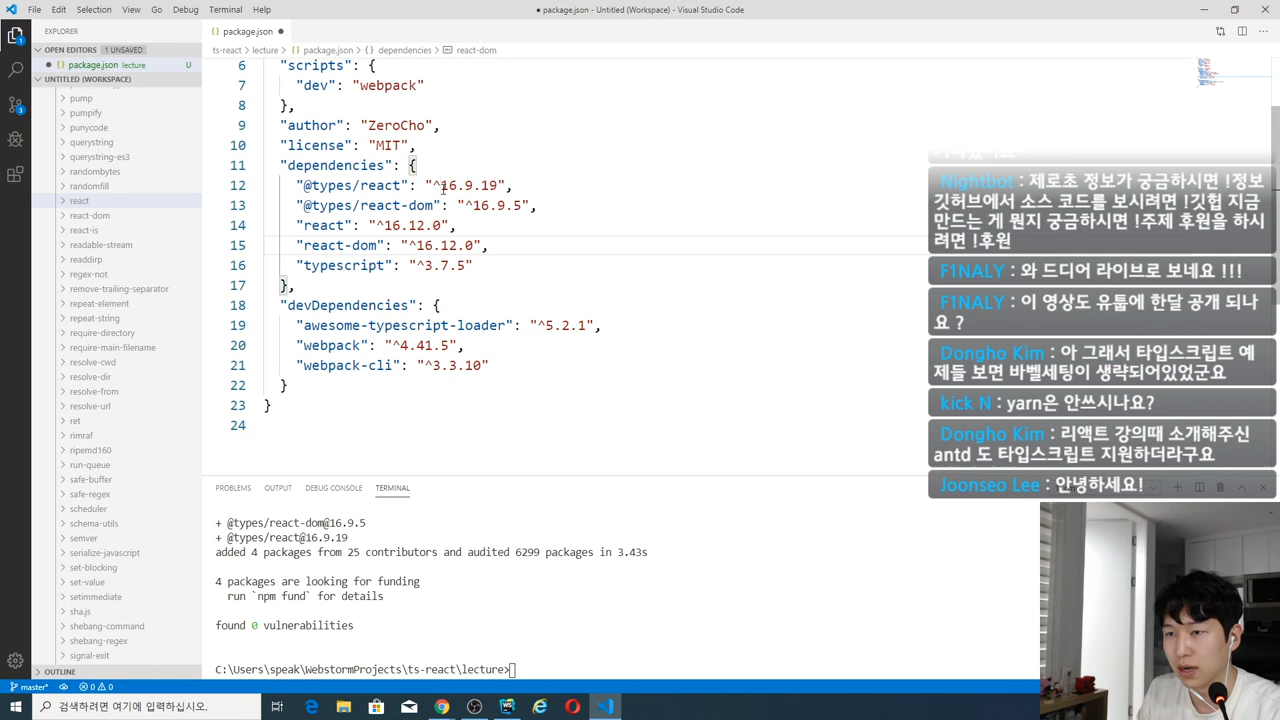 File Edit Selection View Go Debug Terminal Help
● package.json - Untitled (Workspace) - Visual Studio Code
EXPLORER
OPEN EDITORS 1 UNSAVED
● package.json lecture U
UNTITLED (WORKSPACE)
pump
pumpify
punycode
querystring
querystring-es3
randombytes
randomfill
react
react-dom
react-is
readable-stream
readdirp
regex-not
remove-trailing-separator
repeat-element
repeat-string
require-directory
require-main-filename
resolve-cwd
resolve-dir
resolve-from
resolve-url
ret
rimraf
ripemd160
run-queue
safe-buffer
safe-regex
scheduler
schema-utils
semver
serialize-javascript
set-blocking
set-value
setimmediate
sha.js
shebang-command
shebang-regex
signal-exit
OUTLINE
package.json ●
ts-react > lecture > package.json > { } dependencies > react-dom
6 "scripts": {
7 "dev": "webpack"
8 },
9 "author": "ZeroCho",
10 "license": "MIT",
11 "dependencies": {
12 "@types/react": "^16.9.19",
13 "@types/react-dom": "^16.9.5",
14 "react": "^16.12.0",
15 "react-dom": "^16.12.0",
16 "typescript": "^3.7.5"
17 },
18 "devDependencies": {
19 "awesome-typescript-loader": "^5.2.1",
20 "webpack": "^4.41.5",
21 "webpack-cli": "^3.3.10"
22 }
23 }
24
Nightbot : 제로초 정보가 궁금하시면 !정보
깃허브에서 소스 코드를 보시려면 !깃헙 지금
만드는 게 뭔지 궁금하시면 !주제 후원을 하시
려면 !후원
F1NALY : 와 드디어 라이브로 보네요 !!!
F1NALY : 이 영상도 유튭에 한달 공개 되나
요 ?
Dongho Kim : 아 그래서 타입스크립트 예
제들 보면 바벨세팅이 생략되어있었군요
kick N : yarn은 안쓰시나요?
Dongho Kim : 리액트 강의때 소개해주신
antd 도 타입스크립트 지원하더라구요
Joonseo Lee : 안녕하세요!
PROBLEMS OUTPUT DEBUG CONSOLE TERMINAL
+ @types/react-dom@16.9.5
+ @types/react@16.9.19
added 4 packages from 25 contributors and audited 6299 packages in 3.43s
4 packages are looking for funding
run `npm fund` for details
found 0 vulnerabilities
C:\Users\speak\WebstormProjects\ts-react\lecture>
master* 0 0
검색하려면 여기에 입력하십시오.